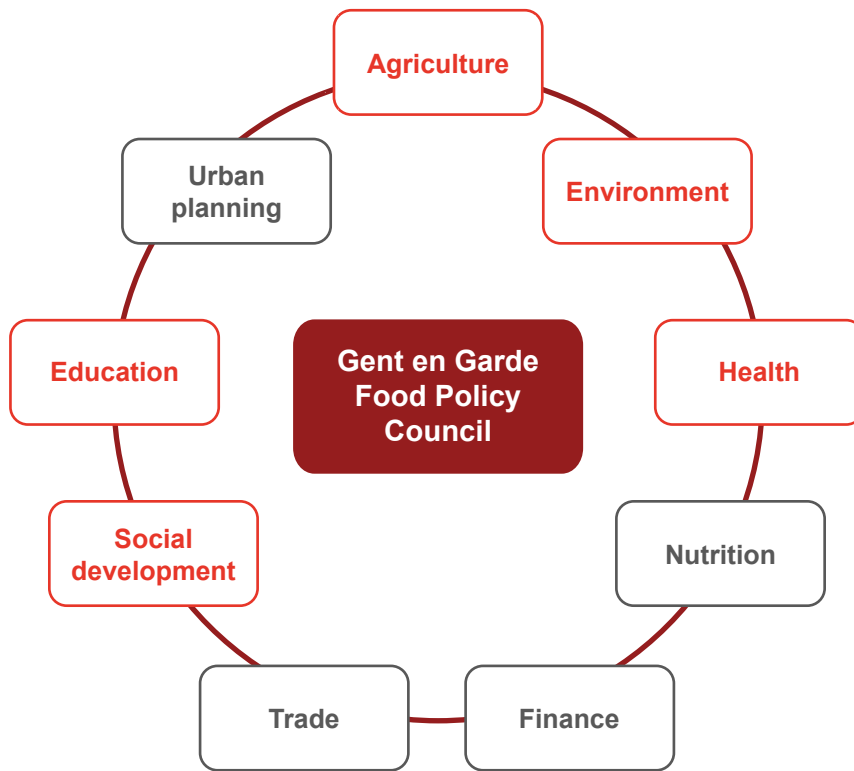 Agriculture
Urban
planning
Environment
Education
Gent en Garde
Food Policy
Council
Health
Social
development
Nutrition
Trade
Finance